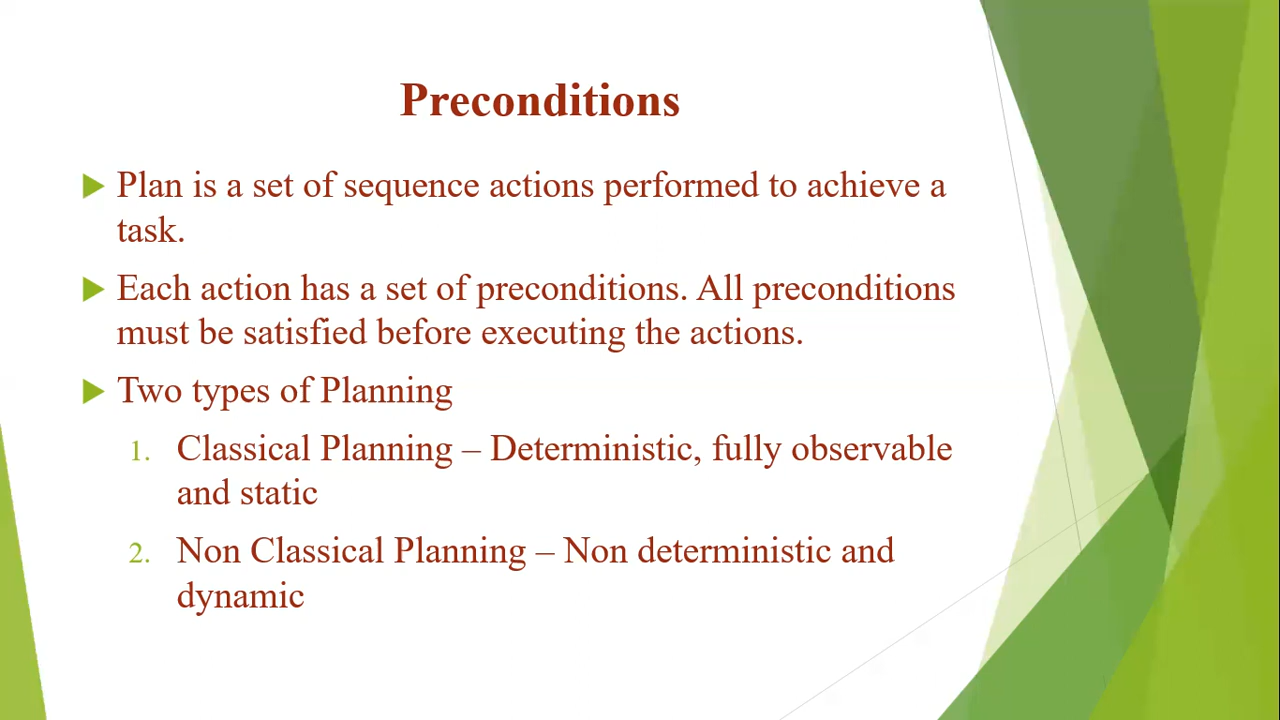 Preconditions
Plan is a set of sequence actions performed to achieve a
task.
Each action has a set of preconditions. All preconditions
must be satisfied before executing the actions.
Two types of Planning
1. Classical Planning – Deterministic, fully observable
and static
2. Non Classical Planning – Non deterministic and
dynamic